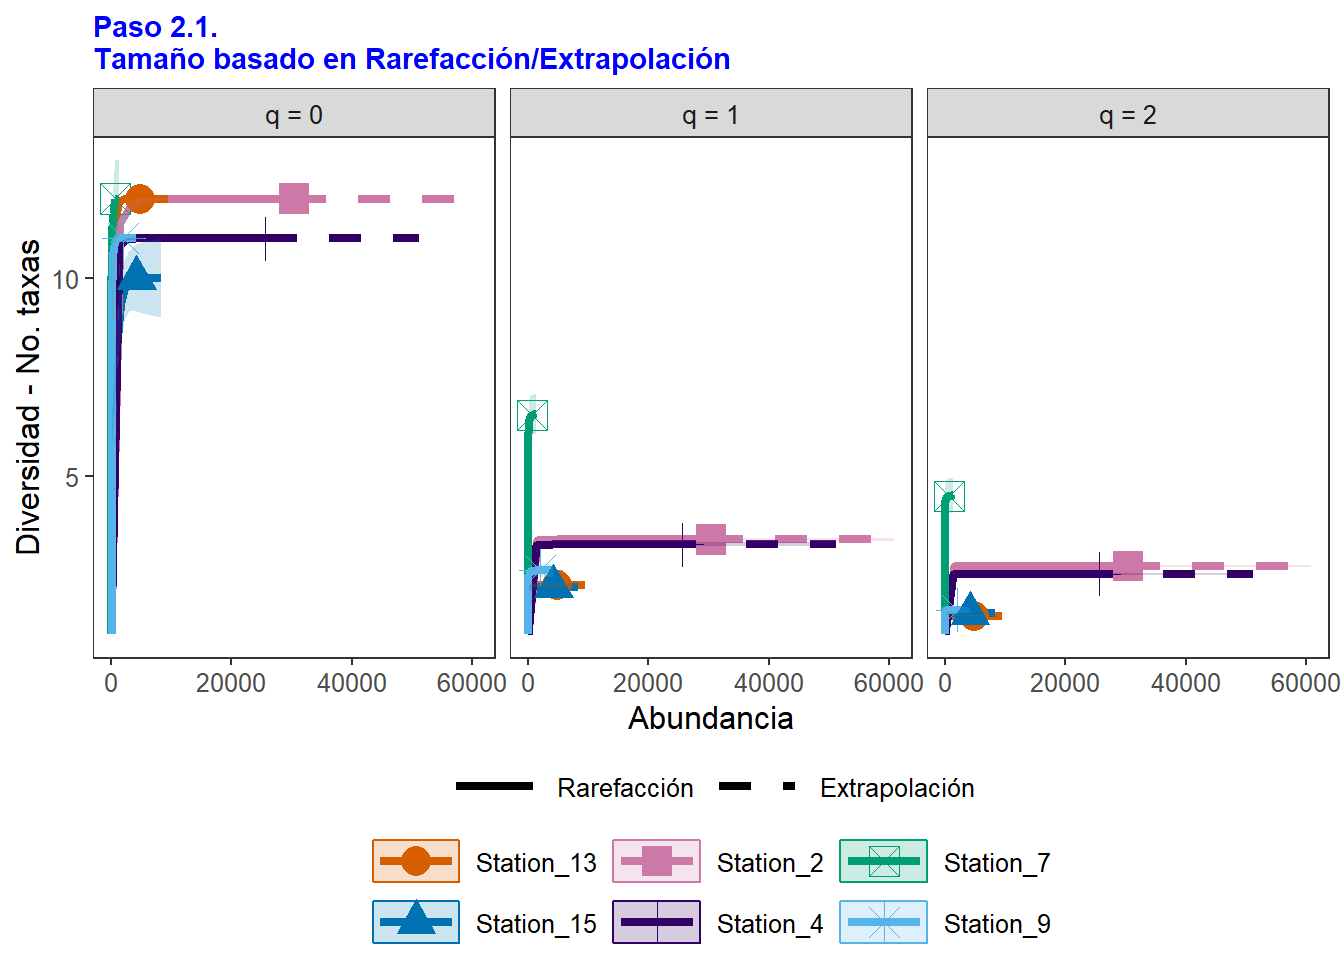 Paso 2.1.
Tamaño basado en Rarefacción/Extrapolación
q = 0
q = 1
q = 2
Diversidad - No. taxas
10
5
0 20000 40000 60000
0 20000 40000 60000
0 20000 40000 60000
Abundancia
Rarefacción Extrapolación
Station_13 Station_2 Station_7
Station_15 Station_4 Station_9